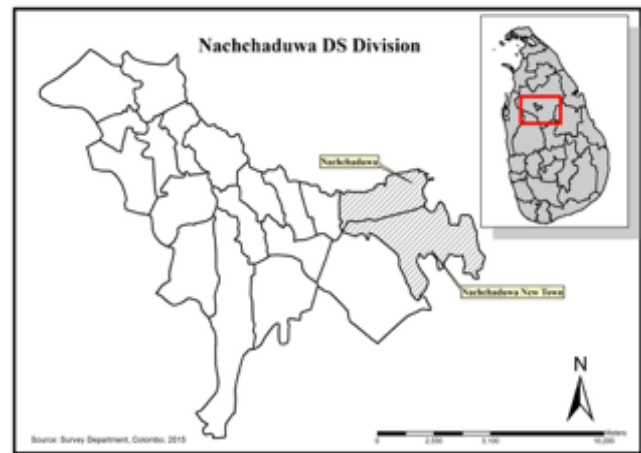 Nachchaduwa DS Division
Nachchaduwa
Nachchaduwa New Town
N
Source: Survey Department, Colombo, 2015
Meters
0 2,550 5,100 10,200